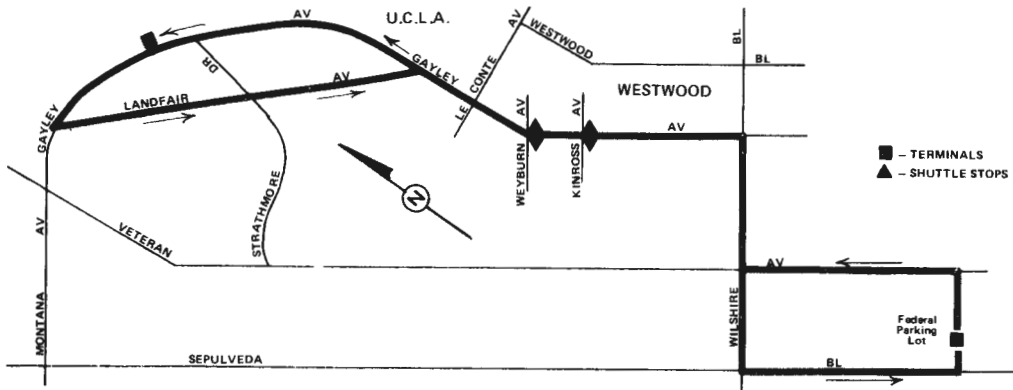 AV
U.C.L.A.
AV
WESTWOOD
BL
BL
DR
GAYLEY
LE CONTE
WESTWOOD
AV
LANDFAIR
GAYLEY
AV
AV
AV
WEYBURN
KINROSS
■ – TERMINALS
▲ – SHUTTLE STOPS
N
STRATHMORE
VETERAN
AV
AV
MONTANA
WILSHIRE
Federal
Parking
Lot
SEPULVEDA
BL